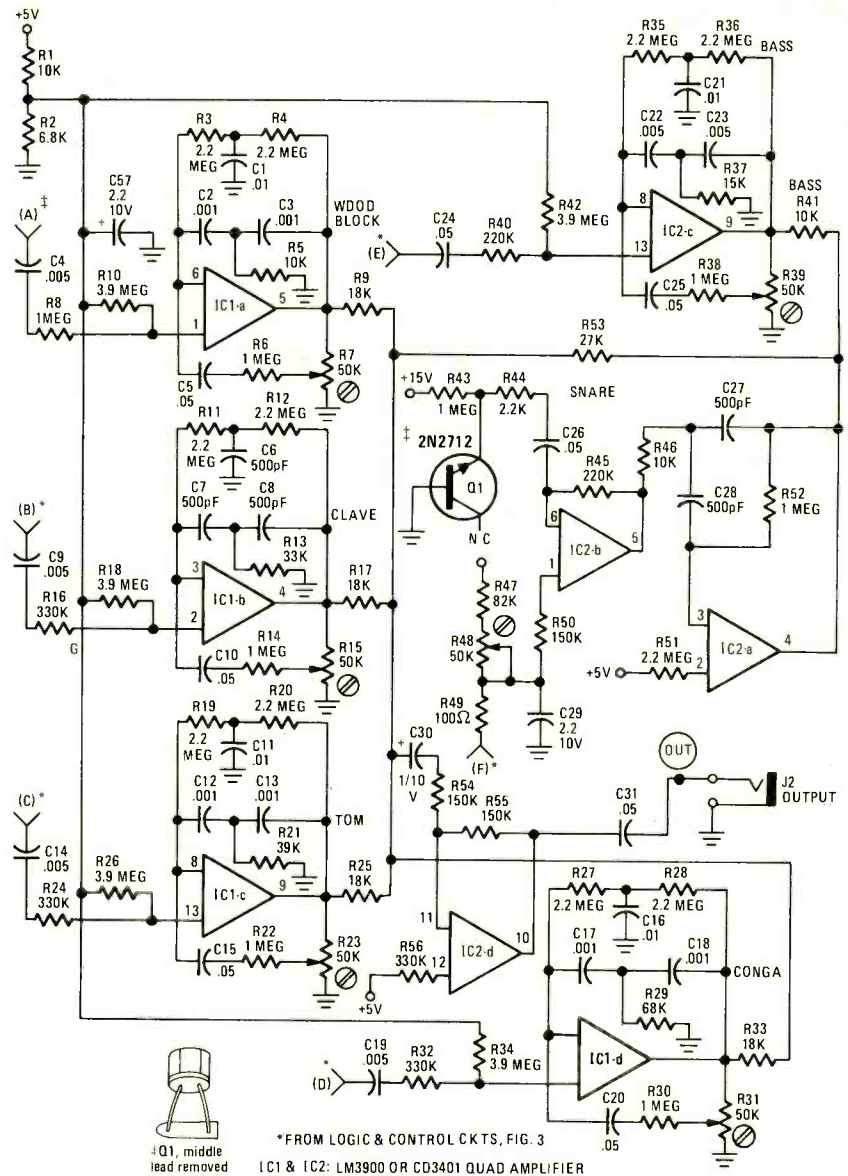 +5V
R1
10K
R2
6.8K
C57
2.2
10V
+
(A)‡
C4
.005
R8
1MEG
R10
3.9 MEG
R3
2.2
MEG
R4
2.2 MEG
C1
.01
C2
.001
C3
.001
WDOD
BLOCK
R5
10K
6
IC1-a
5
1
R9
18K
R6
1 MEG
C5
.05
R7
50K
R11
2.2
MEG
R12
2.2 MEG
C6
500pF
C7
500pF
C8
500pF
CLAVE
R13
33K
(B)*
C9
.005
R16
330K
G
R18
3.9 MEG
3
IC1-b
4
2
R17
18K
R14
1 MEG
C10
.05
R15
50K
R19
2.2
MEG
R20
2.2 MEG
C11
.01
C12
.001
C13
.001
TOM
R21
39K
(C)*
C14
.005
R24
330K
R26
3.9 MEG
8
IC1-c
9
13
R25
18K
R22
1 MEG
C15
.05
R23
50K
R35
2.2 MEG
R36
2.2 MEG
BASS
C21
.01
C22
.005
C23
.005
R37
15K
R42
3.9 MEG
C24
.05
R40
220K
*
(E)
8
IC2-c
9
13
BASS
R41
10K
R38
1 MEG
C25
.05
R39
50K
R53
27K
+15V
R43
1 MEG
R44
2.2K
SNARE
‡
2N2712
Q1
N C
C26
.05
R45
220K
R46
10K
C27
500pF
C28
500pF
R52
1 MEG
6
IC2-b
5
1
R47
82K
R48
50K
R49
100Ω
(F)*
R50
150K
C29
2.2
10V
R51
2.2 MEG
+5V
3
IC2-a
4
2
+
C30
1/10
V
R54
150K
R55
150K
C31
.05
OUT
J2
OUTPUT
11
IC2-d
10
12
R56
330K
+5V
R27
2.2 MEG
R28
2.2 MEG
C16
.01
C17
.001
C18
.001
CONGA
R29
68K
*
(D)
C19
.005
R32
330K
R34
3.9 MEG
IC1-d
R33
18K
R30
1 MEG
C20
.05
R31
50K
‡Q1, middle
lead removed
*FROM LOGIC & CONTROL CKTS, FIG. 3
IC1 & IC2: LM3900 OR CD3401 QUAD AMPLIFIER